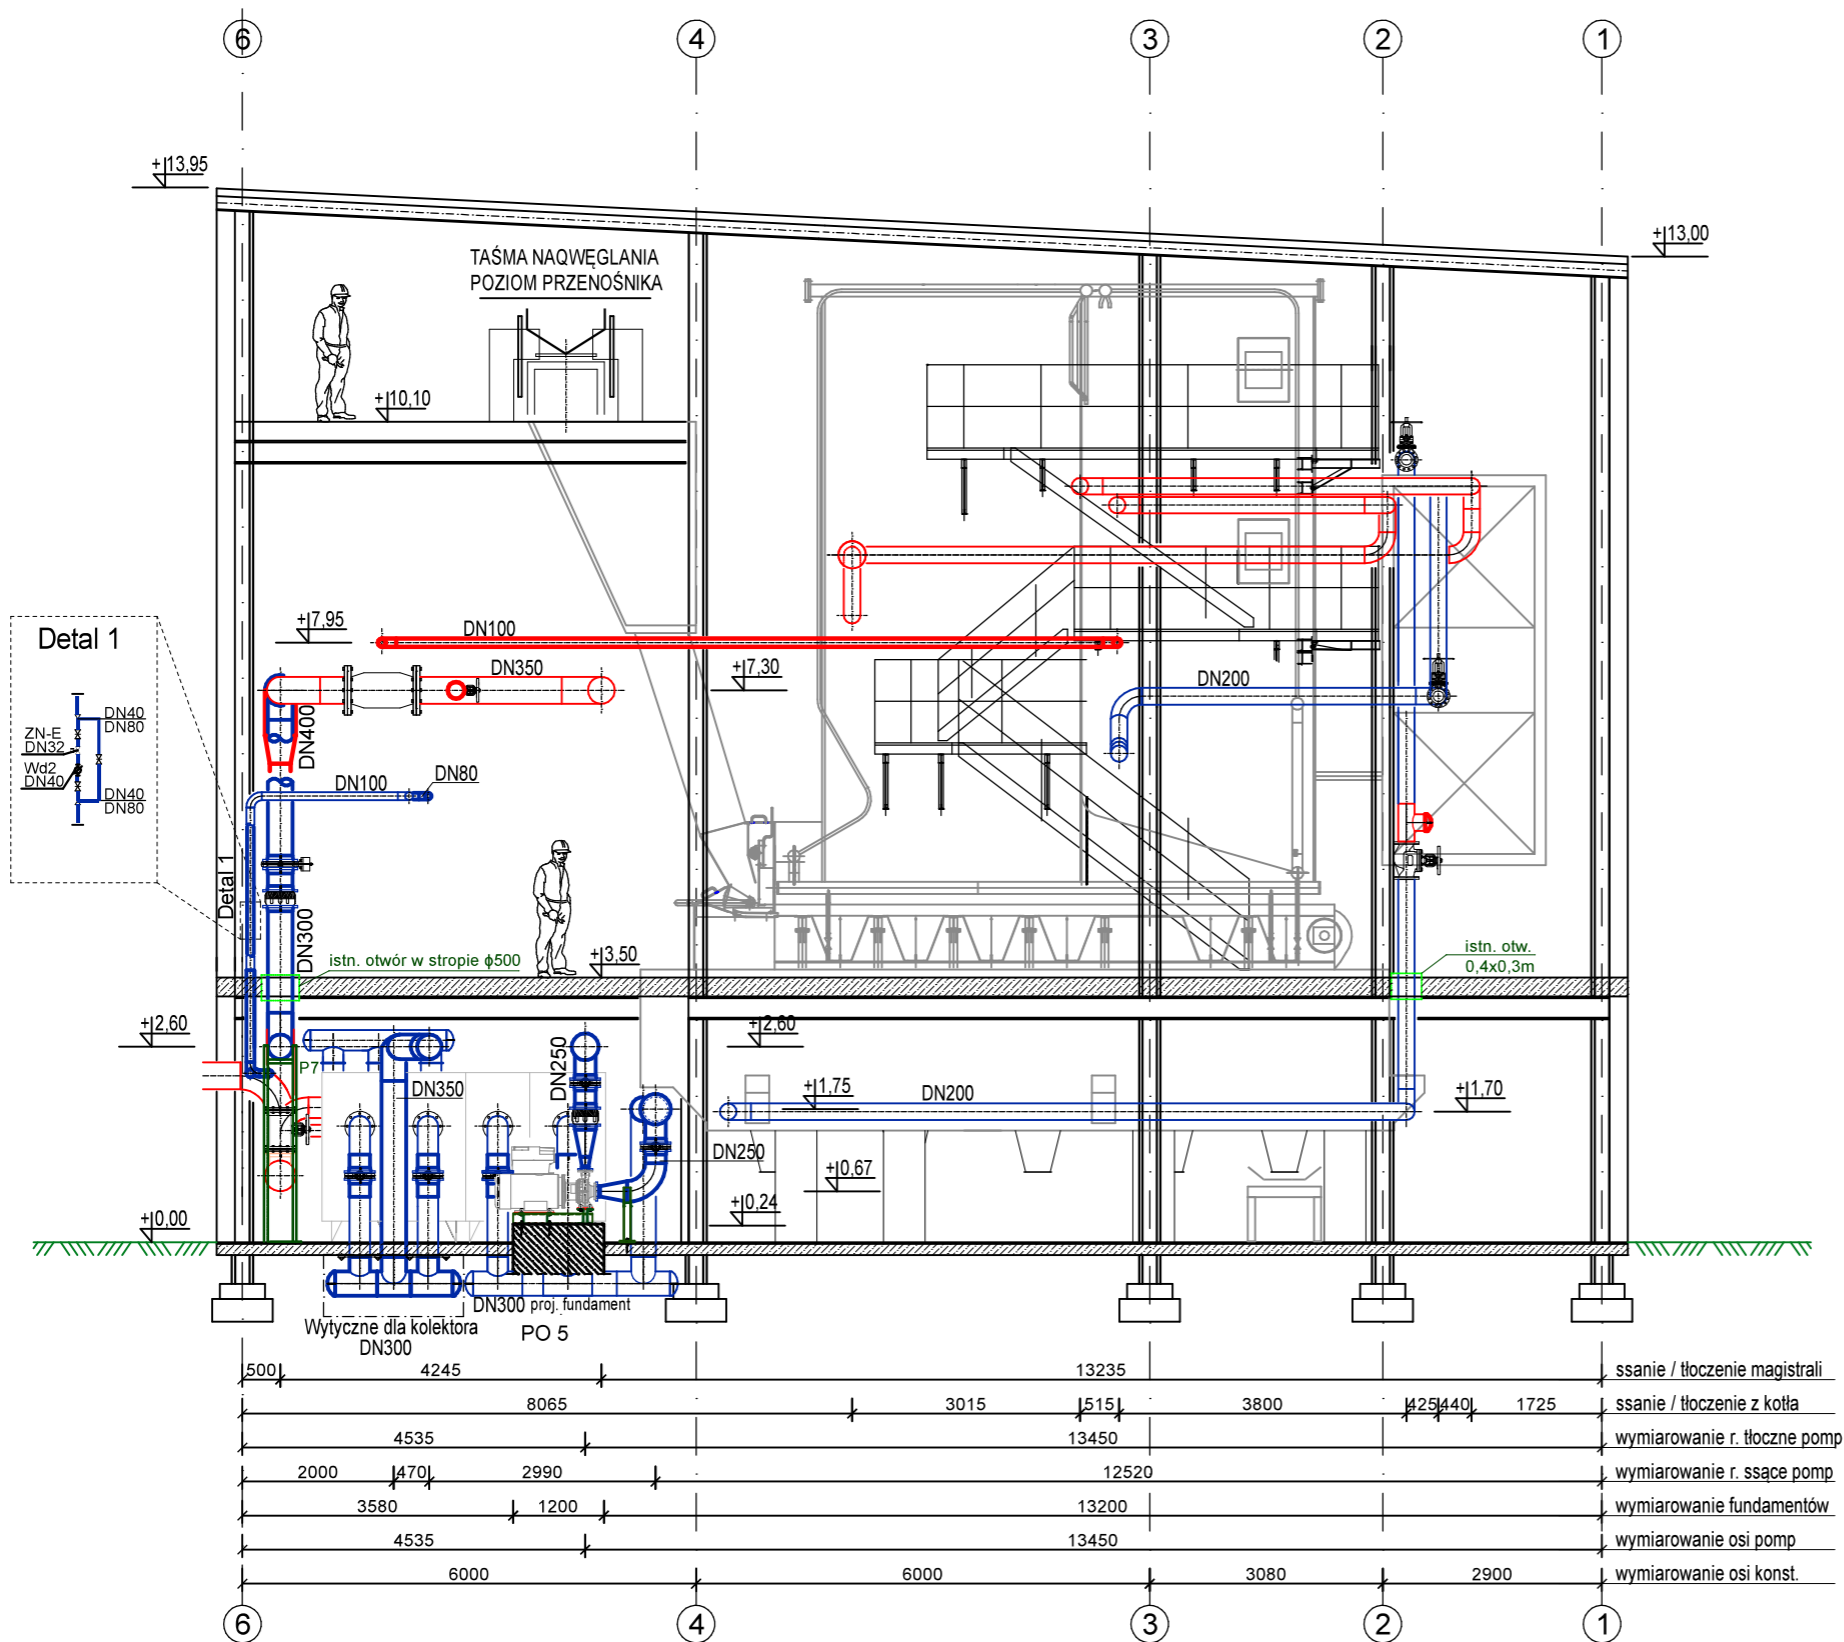 6
4
3
2
1
+13,95
+13,00
TAŚMA NAQWĘGLANIA
POZIOM PRZENOŚNIKA
+10,10
Detal 1
DN40
DN80
ZN-E
DN32
Wd2
DN40
DN40
DN80
+7,95
DN100
DN350
+7,30
DN200
DN400
DN100
DN80
Detal 1
DN300
istn. otwór w stropie ϕ500
+3,50
istn. otw.
0,4x0,3m
+2,60
P7
DN350
DN250
+2,60
+1,75
DN200
+1,70
DN250
+0,67
+0,24
+0,00
DN300 proj. fundament
Wytyczne dla kolektora
DN300
PO 5
500 4245 13235 ssanie / tłoczenie magistrali
8065 3015 515 3800 425 440 1725 ssanie / tłoczenie z kotła
4535 13450 wymiarowanie r. tłoczne pomp
2000 470 2990 12520 wymiarowanie r. ssące pomp
3580 1200 13200 wymiarowanie fundamentów
4535 13450 wymiarowanie osi pomp
6000 6000 3080 2900 wymiarowanie osi konst.
6
4
3
2
1